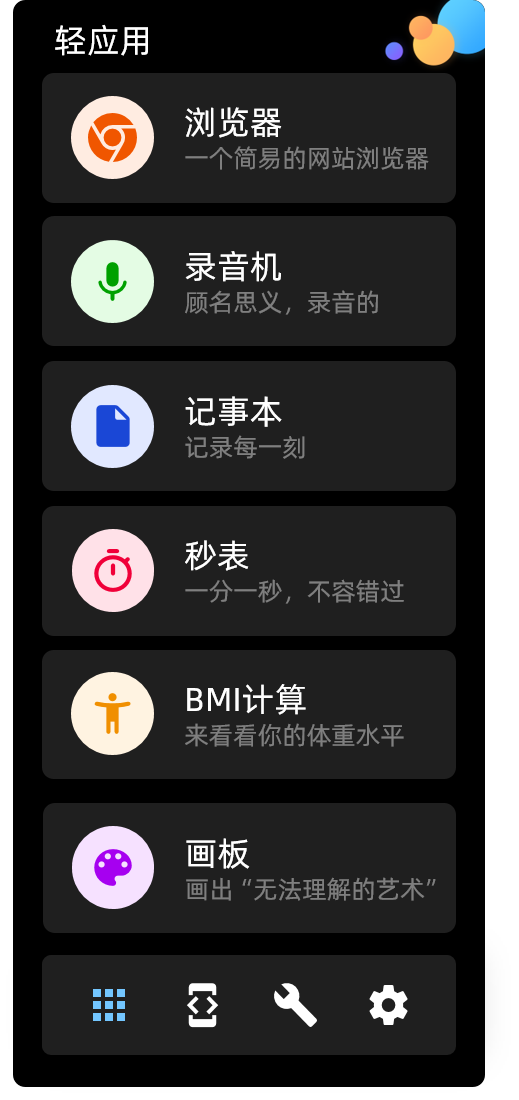 轻应用
浏览器
一个简易的网站浏览器
录音机
顾名思义，录音的
记事本
记录每一刻
秒表
一分一秒，不容错过
BMI计算
来看看你的体重水平
画板
画出“无法理解的艺术”